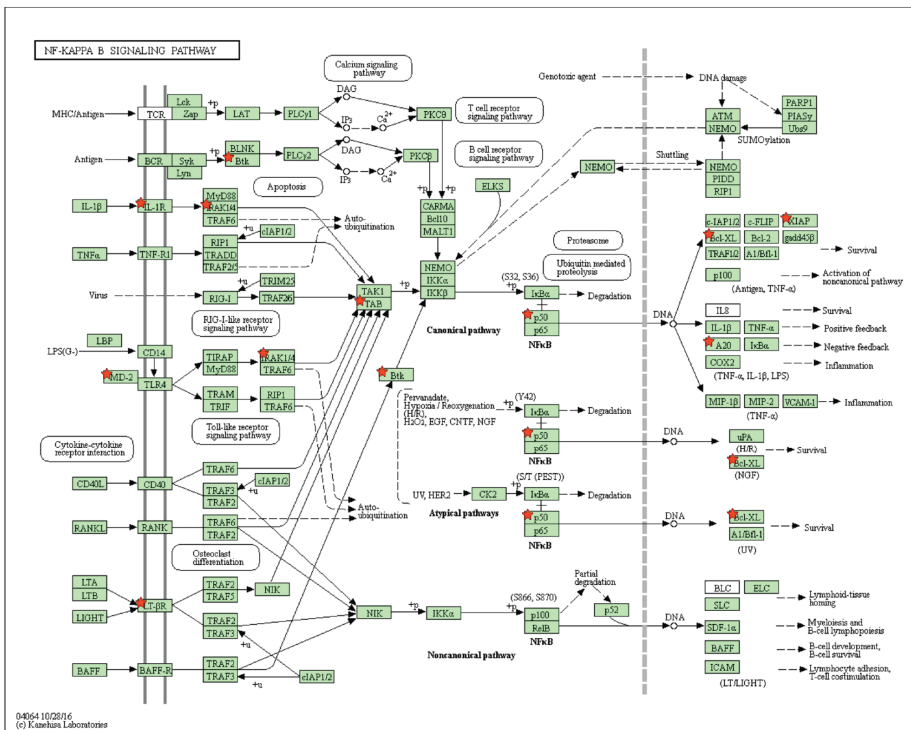 NF-KAPPA B SIGNALING PATHWAY
Calcium signaling
pathway
Genotoxic agent
DNA damage
DAG
MHC/Antigen
TCR
Lck
Zap
+p
LAT
PLCγ1
IP3
Ca2+
PKCθ
T cell receptor
signaling pathway
ATM
NEMO
PARP1
PIASy
Ubs9
SUMOylation
Antigen
BCR
Syk
Lyn
+p
BLNK
Btk
PLCγ2
DAG
IP3
Ca2+
PKCβ
B cell receptor
signaling pathway
NEMO
Shuttling
NEMO
PIDD
RIP1
Apoptosis
+p
+p
ELKS
IL-1β
IL-1R
MyD88
IRAK1/4
TRAF6
Auto-
ubiquitination
CARMA
Bcl10
MALT1
c-IAP1/2
c-FLIP
XIAP
Bcl-XL
Bcl-2
gadd45β
TRAF1/2
A1/Bfl-1
Survival
p100
Activation of
noncanonical pathway
(Antigen, TNF-α)
TNFα
TNF-R1
RIP1
TRADD
TRAF2/5
+u
cIAP1/2
Proteasome
Ubiquitin mediated
proteolysis
Virus
RIG-I
+u
TRIM25
TRAF2/6
TAK1
TAB
+p
NEMO
IKKα
IKKβ
(S32, S36)
+p
IκBα
Degradation
p50
p65
NFκB
Canonical pathway
DNA
IL8
Survival
IL-1β
TNF-α
Positive feedback
A20
IκBα
Negative feedback
COX2
Inflammation
(TNF-α, IL-1β, LPS)
MIP-1β
MIP-2
VCAM-1
Inflammation
(TNF-α)
RIG-I-like receptor
signaling pathway
LBP
LPS(G-)
CD14
MD-2
TLR4
TIRAP
MyD88
IRAK1/4
TRAF6
TRAM
TRIF
RIP1
TRAF6
Toll-like receptor
signaling pathway
Btk
Pervanadate,
Hypoxia / Reoxygenation
(H/R),
H2O2, EGF, CNTF, NGF
(Y42)
+p
IκBα
Degradation
p50
p65
NFκB
DNA
uPA
(H/R)
Bcl-XL
(NGF)
Survival
Cytokine-cytokine
receptor interaction
CD40L
CD40
TRAF6
TRAF3
TRAF2
+u
cIAP1/2
Auto-
ubiquitination
UV, HER2
CK2
(S/T (PEST))
+p
IκBα
Degradation
Atypical pathways
p50
p65
NFκB
DNA
Bcl-XL
A1/Bfl-1
(UV)
Survival
RANKL
RANK
TRAF6
TRAF2
Osteoclast
differentiation
LTA
LTB
LIGHT
LT-βR
TRAF2
TRAF5
NIK
TRAF2
TRAF3
+u
NIK
+p
IKKα
(S866, S870)
+p
p100
RelB
NFκB
Partial
degradation
p52
Noncanonical pathway
DNA
BLC
ELC
SLC
Lymphoid-tissue
homing
SDF-1α
Myeloiesis and
B-cell lymphopoiesis
BAFF
B-cell development,
B-cell survival
ICAM
Lymphocyte adhesion,
T-cell costimulation
(LT/LIGHT)
BAFF
BAFF-R
TRAF2
TRAF3
+u
cIAP1/2
04064 10/28/16
(c) Kanehisa Laboratories